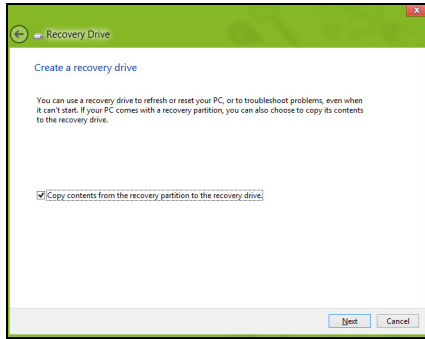 Recovery Drive
Create a recovery drive
You can use a recovery drive to refresh or reset your PC, or to troubleshoot problems, even when
it can't start. If your PC comes with a recovery partition, you can also choose to copy its contents
to the recovery drive.
Copy contents from the recovery partition to the recovery drive.
Next Cancel